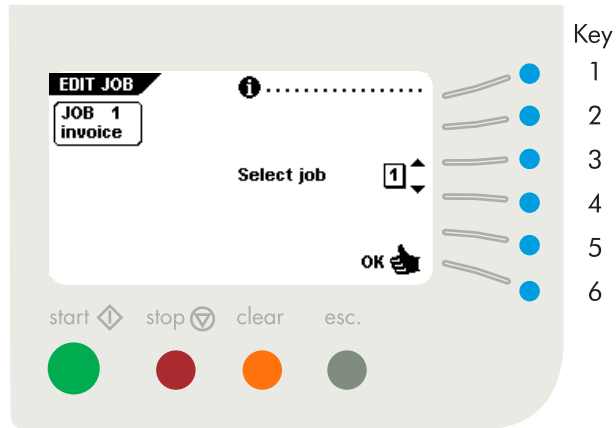 Key
1
2
3
4
5
6
EDIT JOB
JOB 1
invoice
Select job 1
OK
start stop clear esc.